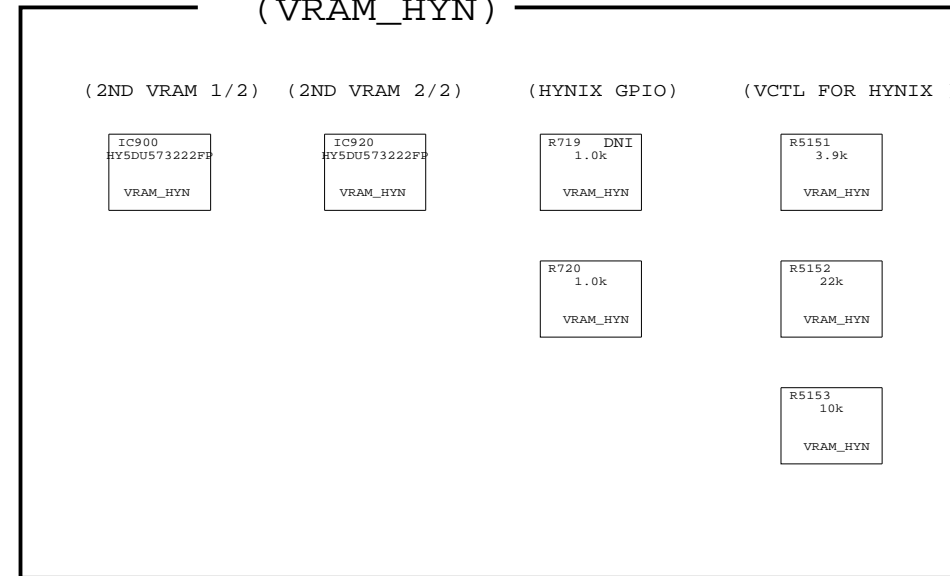 (VRAM_HYN)
(2ND VRAM 1/2) (2ND VRAM 2/2) (HYNIX GPIO) (VCTL FOR HYNIX
IC900
HY5DU573222FP
VRAM_HYN
IC920
HY5DU573222FP
VRAM_HYN
R719 DNI
1.0k
VRAM_HYN
R5151
3.9k
VRAM_HYN
R720
1.0k
VRAM_HYN
R5152
22k
VRAM_HYN
R5153
10k
VRAM_HYN